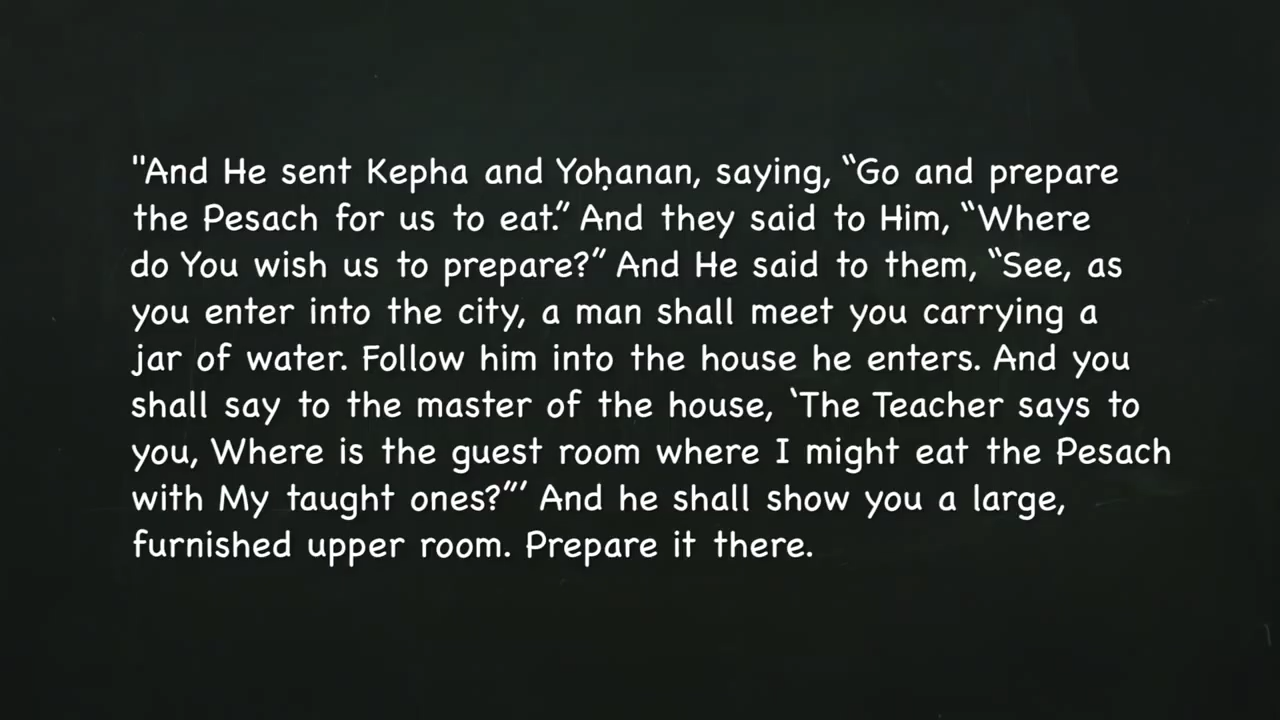 "And He sent Kepha and Yoḥanan, saying, “Go and prepare
the Pesach for us to eat.” And they said to Him, “Where
do You wish us to prepare?” And He said to them, “See, as
you enter into the city, a man shall meet you carrying a
jar of water. Follow him into the house he enters. And you
shall say to the master of the house, ‘The Teacher says to
you, Where is the guest room where I might eat the Pesach
with My taught ones?”’ And he shall show you a large,
furnished upper room. Prepare it there.